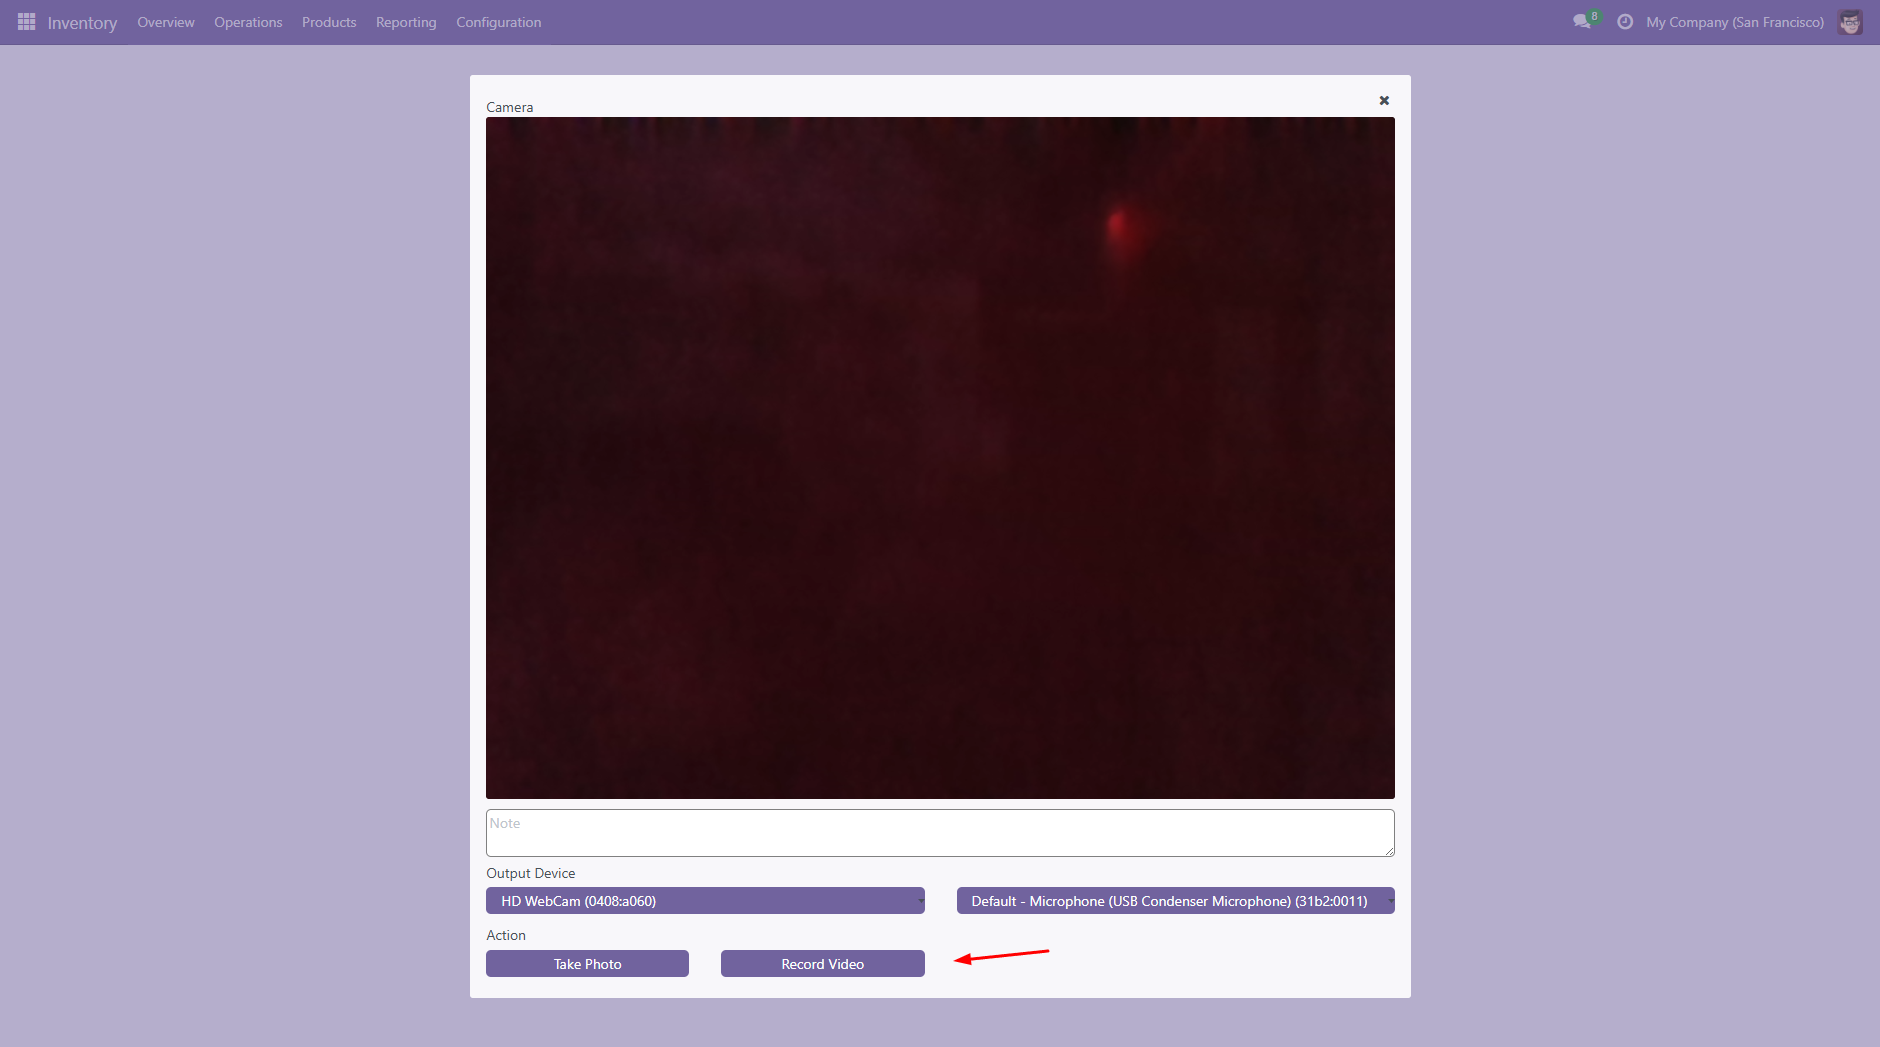 Inventory Overview Operations Products Reporting Configuration 8 My Company (San Francisco)
Camera
Note
Output Device
HD WebCam (0408:a060) Default - Microphone (USB Condenser Microphone) (31b2:0011)
Action
Take Photo Record Video